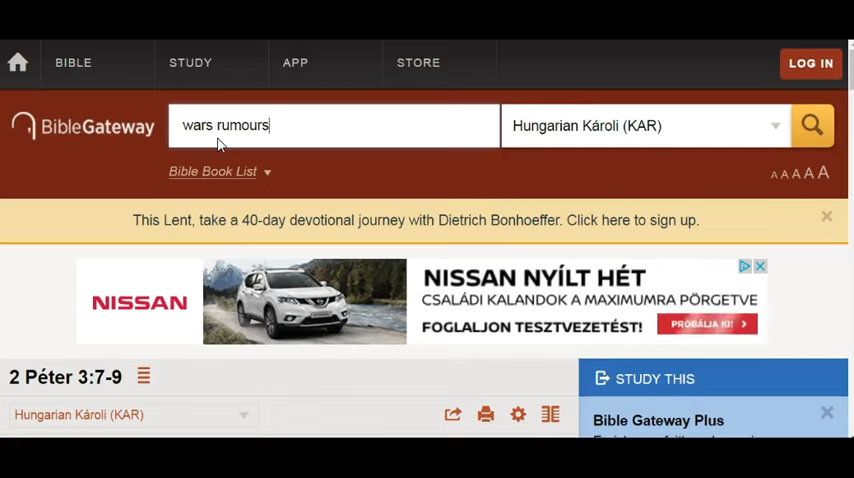 BIBLE STUDY APP STORE LOG IN
BibleGateway wars rumours Hungarian Károli (KAR)
Bible Book List A A A A A
This Lent, take a 40-day devotional journey with Dietrich Bonhoeffer. Click here to sign up.
NISSAN
NISSAN NYÍLT HÉT
CSALÁDI KALANDOK A MAXIMUMRA PÖRGETVE
FOGLALJON TESZTVEZETÉST! PRÓBÁLJA KI!
2 Péter 3:7-9
Hungarian Károli (KAR)
STUDY THIS
Bible Gateway Plus